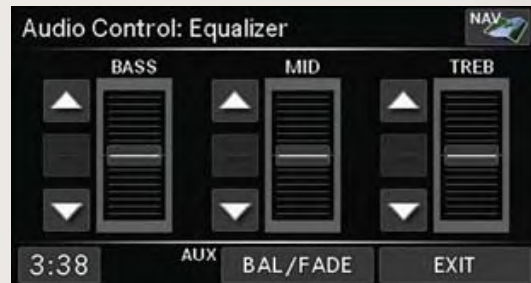 Audio Control: Equalizer
NAV
BASS MID TREB
3:38 AUX BAL/FADE EXIT